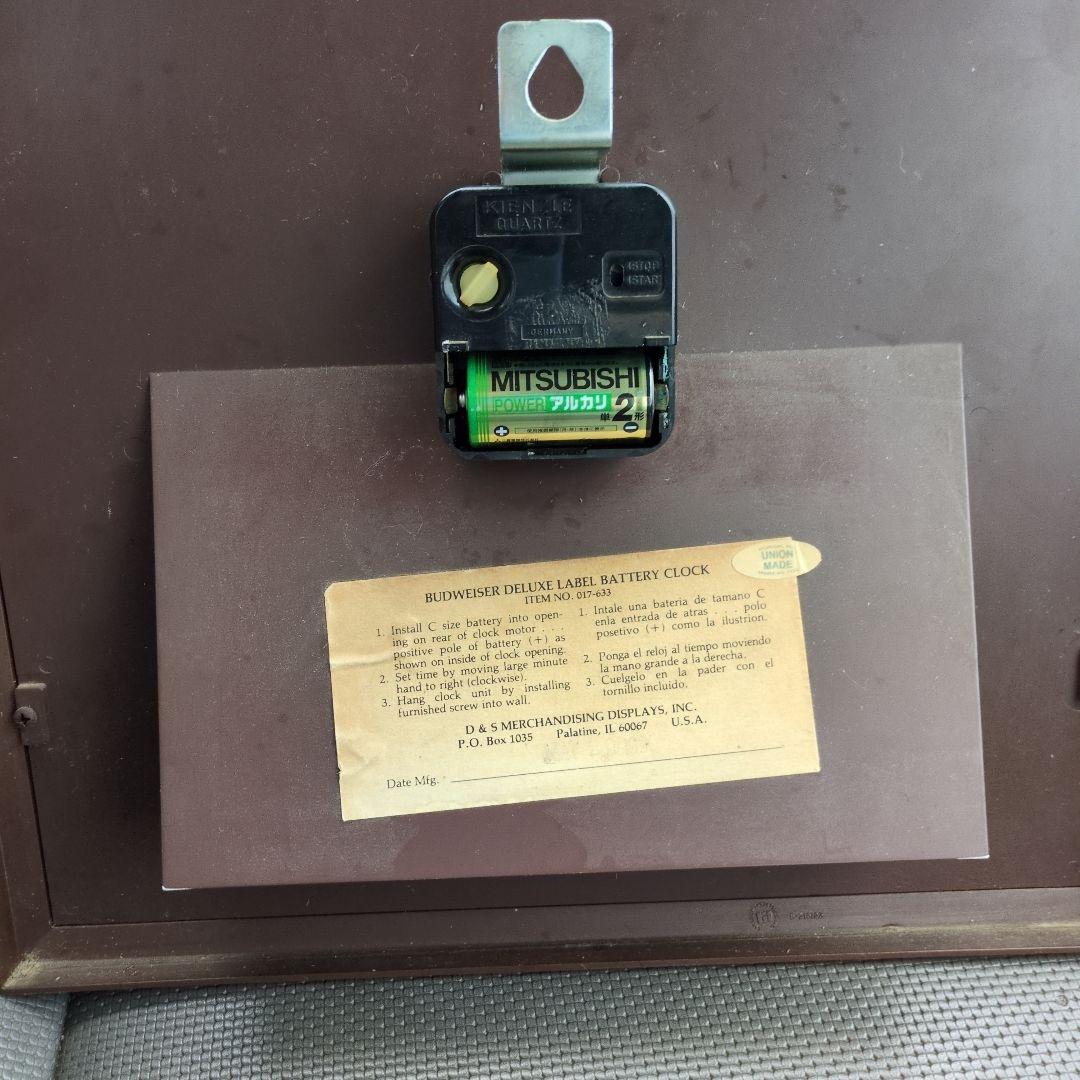 KIENZLE
QUARTZ
STOP
START
GERMANY
MITSUBISHI
POWER アルカリ
単2形
+ −
BUDWEISER DELUXE LABEL BATTERY CLOCK
ITEM NO. 017-633
UNION
MADE
1. Install C size battery into open-
ing on rear of clock motor . . .
positive pole of battery (+) as
shown on inside of clock opening.
2. Set time by moving large minute
hand to right (clockwise).
3. Hang clock unit by installing
furnished screw into wall.
1. Intale una bateria de tamano C
enla entrada de atras . . . polo
posetivo (+) como la ilustrion.
2. Ponga el reloj al tiempo moviendo
la mano grande a la derecha.
3. Cuelgelo en la pader con el
tornillo incluido.
D & S MERCHANDISING DISPLAYS, INC.
P.O. Box 1035 Palatine, IL 60067 U.S.A.
Date Mfg.